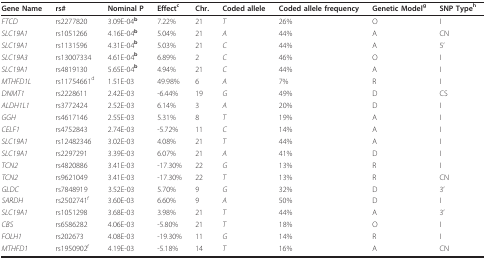 Gene Name rs# Nominal P Effect^c Chr. Coded allele Coded allele frequency Genetic Model^g SNP Type^h
FTCD rs2277820 3.09E-04^b 7.22% 21 T 26% O I
SLC19A1 rs1051266 4.16E-04^b 5.04% 21 A 44% A CN
SLC19A1 rs1131596 4.31E-04^b 5.03% 21 C 44% A 5'
SLC19A3 rs13007334 4.61E-04^b 6.89% 2 C 46% O I
SLC19A1 rs4819130 5.65E-04^b 4.94% 21 C 44% A I
MTHFD1L rs11754661^d 1.51E-03 49.98% 6 A 7% R I
DNMT1 rs2228611 2.42E-03 -6.44% 19 G 49% D CS
ALDH1L1 rs3772424 2.52E-03 6.14% 3 A 20% D I
GGH rs4617146 2.55E-03 5.31% 8 T 19% A I
CELF1 rs4752843 2.74E-03 -5.72% 11 C 14% A I
SLC19A1 rs12482346 3.02E-03 4.08% 21 T 44% A I
SLC19A1 rs2297291 3.39E-03 6.07% 21 A 41% D I
TCN2 rs4820886 3.41E-03 -17.30% 22 G 13% R I
TCN2 rs9621049 3.41E-03 -17.30% 22 T 13% R CN
GLDC rs7848919 3.52E-03 5.70% 9 G 32% D 3'
SARDH rs2502741^f 3.60E-03 6.60% 9 A 50% D I
SLC19A1 rs1051298 3.68E-03 3.98% 21 T 44% A 3'
CBS rs6586282 4.06E-03 -5.80% 21 T 18% O I
FOLH1 rs202673 4.08E-03 -19.30% 11 G 14% R I
MTHFD1 rs1950902^f 4.19E-03 -5.18% 14 T 16% A CN